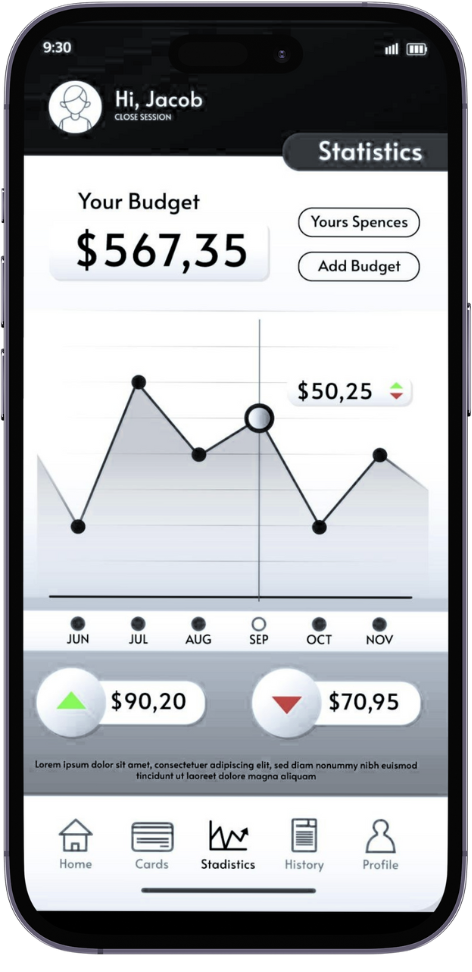 9:30
Hi, Jacob
CLOSE SESSION
Statistics
Your Budget
$567,35
Yours Spences
Add Budget
$50,25
JUN JUL AUG SEP OCT NOV
$90,20 $70,95
Lorem ipsum dolor sit amet, consectetuer adipiscing elit, sed diam nonummy nibh euismod
tincidunt ut laoreet dolore magna aliquam
Home Cards Stadistics History Profile